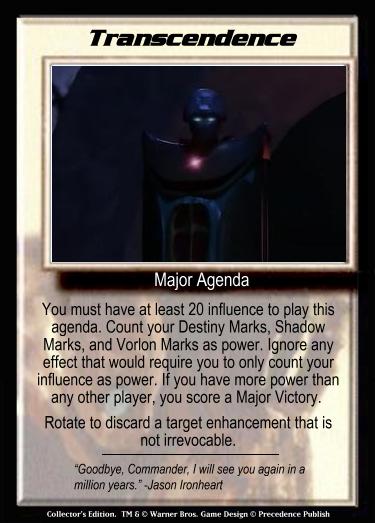 Transcendence
Major Agenda
You must have at least 20 influence to play this
agenda. Count your Destiny Marks, Shadow
Marks, and Vorlon Marks as power. Ignore any
effect that would require you to only count your
influence as power. If you have more power than
any other player, you score a Major Victory.
Rotate to discard a target enhancement that is
not irrevocable.
“Goodbye, Commander, I will see you again in a
million years.” -Jason Ironheart
Collector's Edition. TM & © Warner Bros. Game Design © Precedence Publish